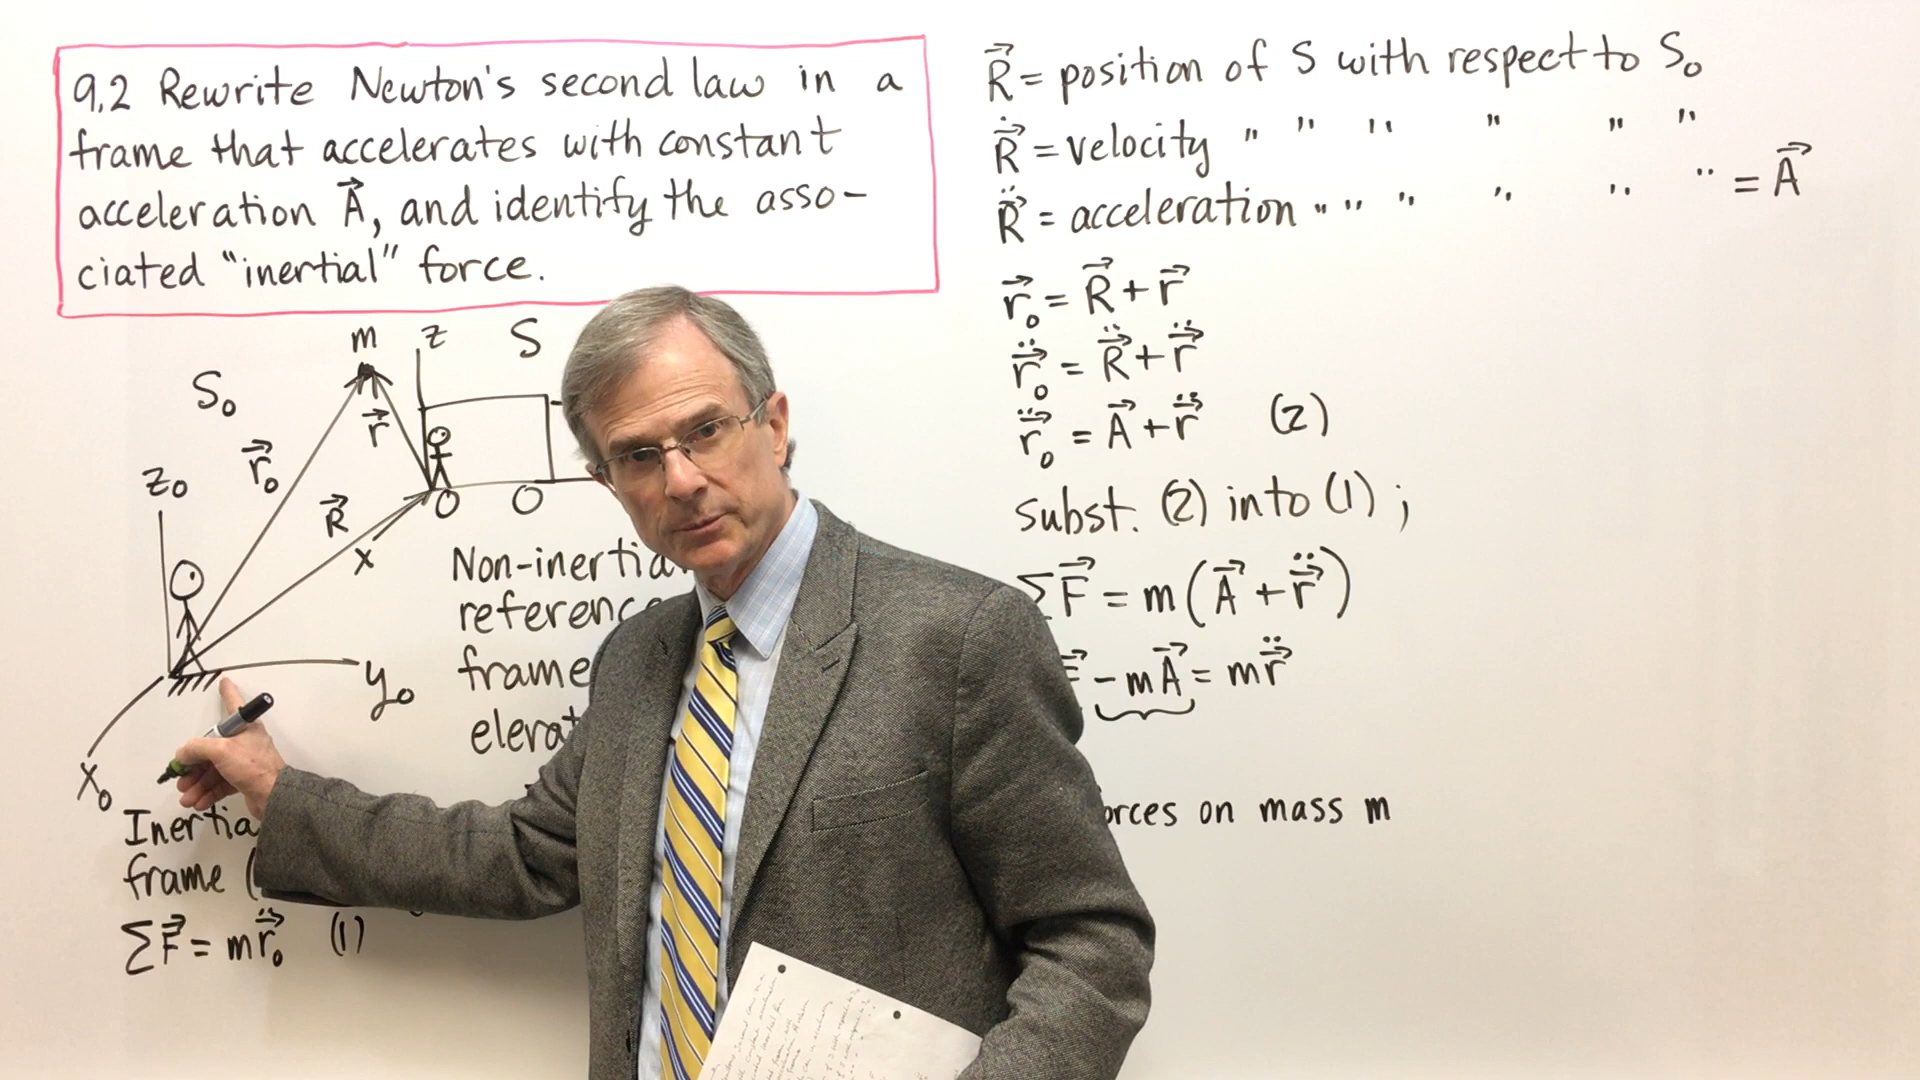 9.2 Rewrite Newton's second law in a
frame that accelerates with constant
acceleration A⃗, and identify the asso-
ciated "inertial" force.
m
z
S
S₀
r⃗
z₀
r⃗₀
R⃗
O
x
y₀
x₀
Non-inertia
referenc
frame
elerat
Inertia
frame (
ΣF⃗ = mr̈⃗₀ (1)
R⃗ = position of S with respect to S₀
Ṙ⃗ = velocity " " " " " "
R̈⃗ = acceleration " " " " " " = A⃗
r⃗₀ = R⃗ + r⃗
r̈⃗₀ = R̈⃗ + r̈⃗
r̈⃗₀ = A⃗ + r̈⃗ (2)
subst. (2) into (1);
ΣF⃗ = m(A⃗ + r̈⃗)
F⃗ - mA⃗ = mr̈⃗
orces on mass m